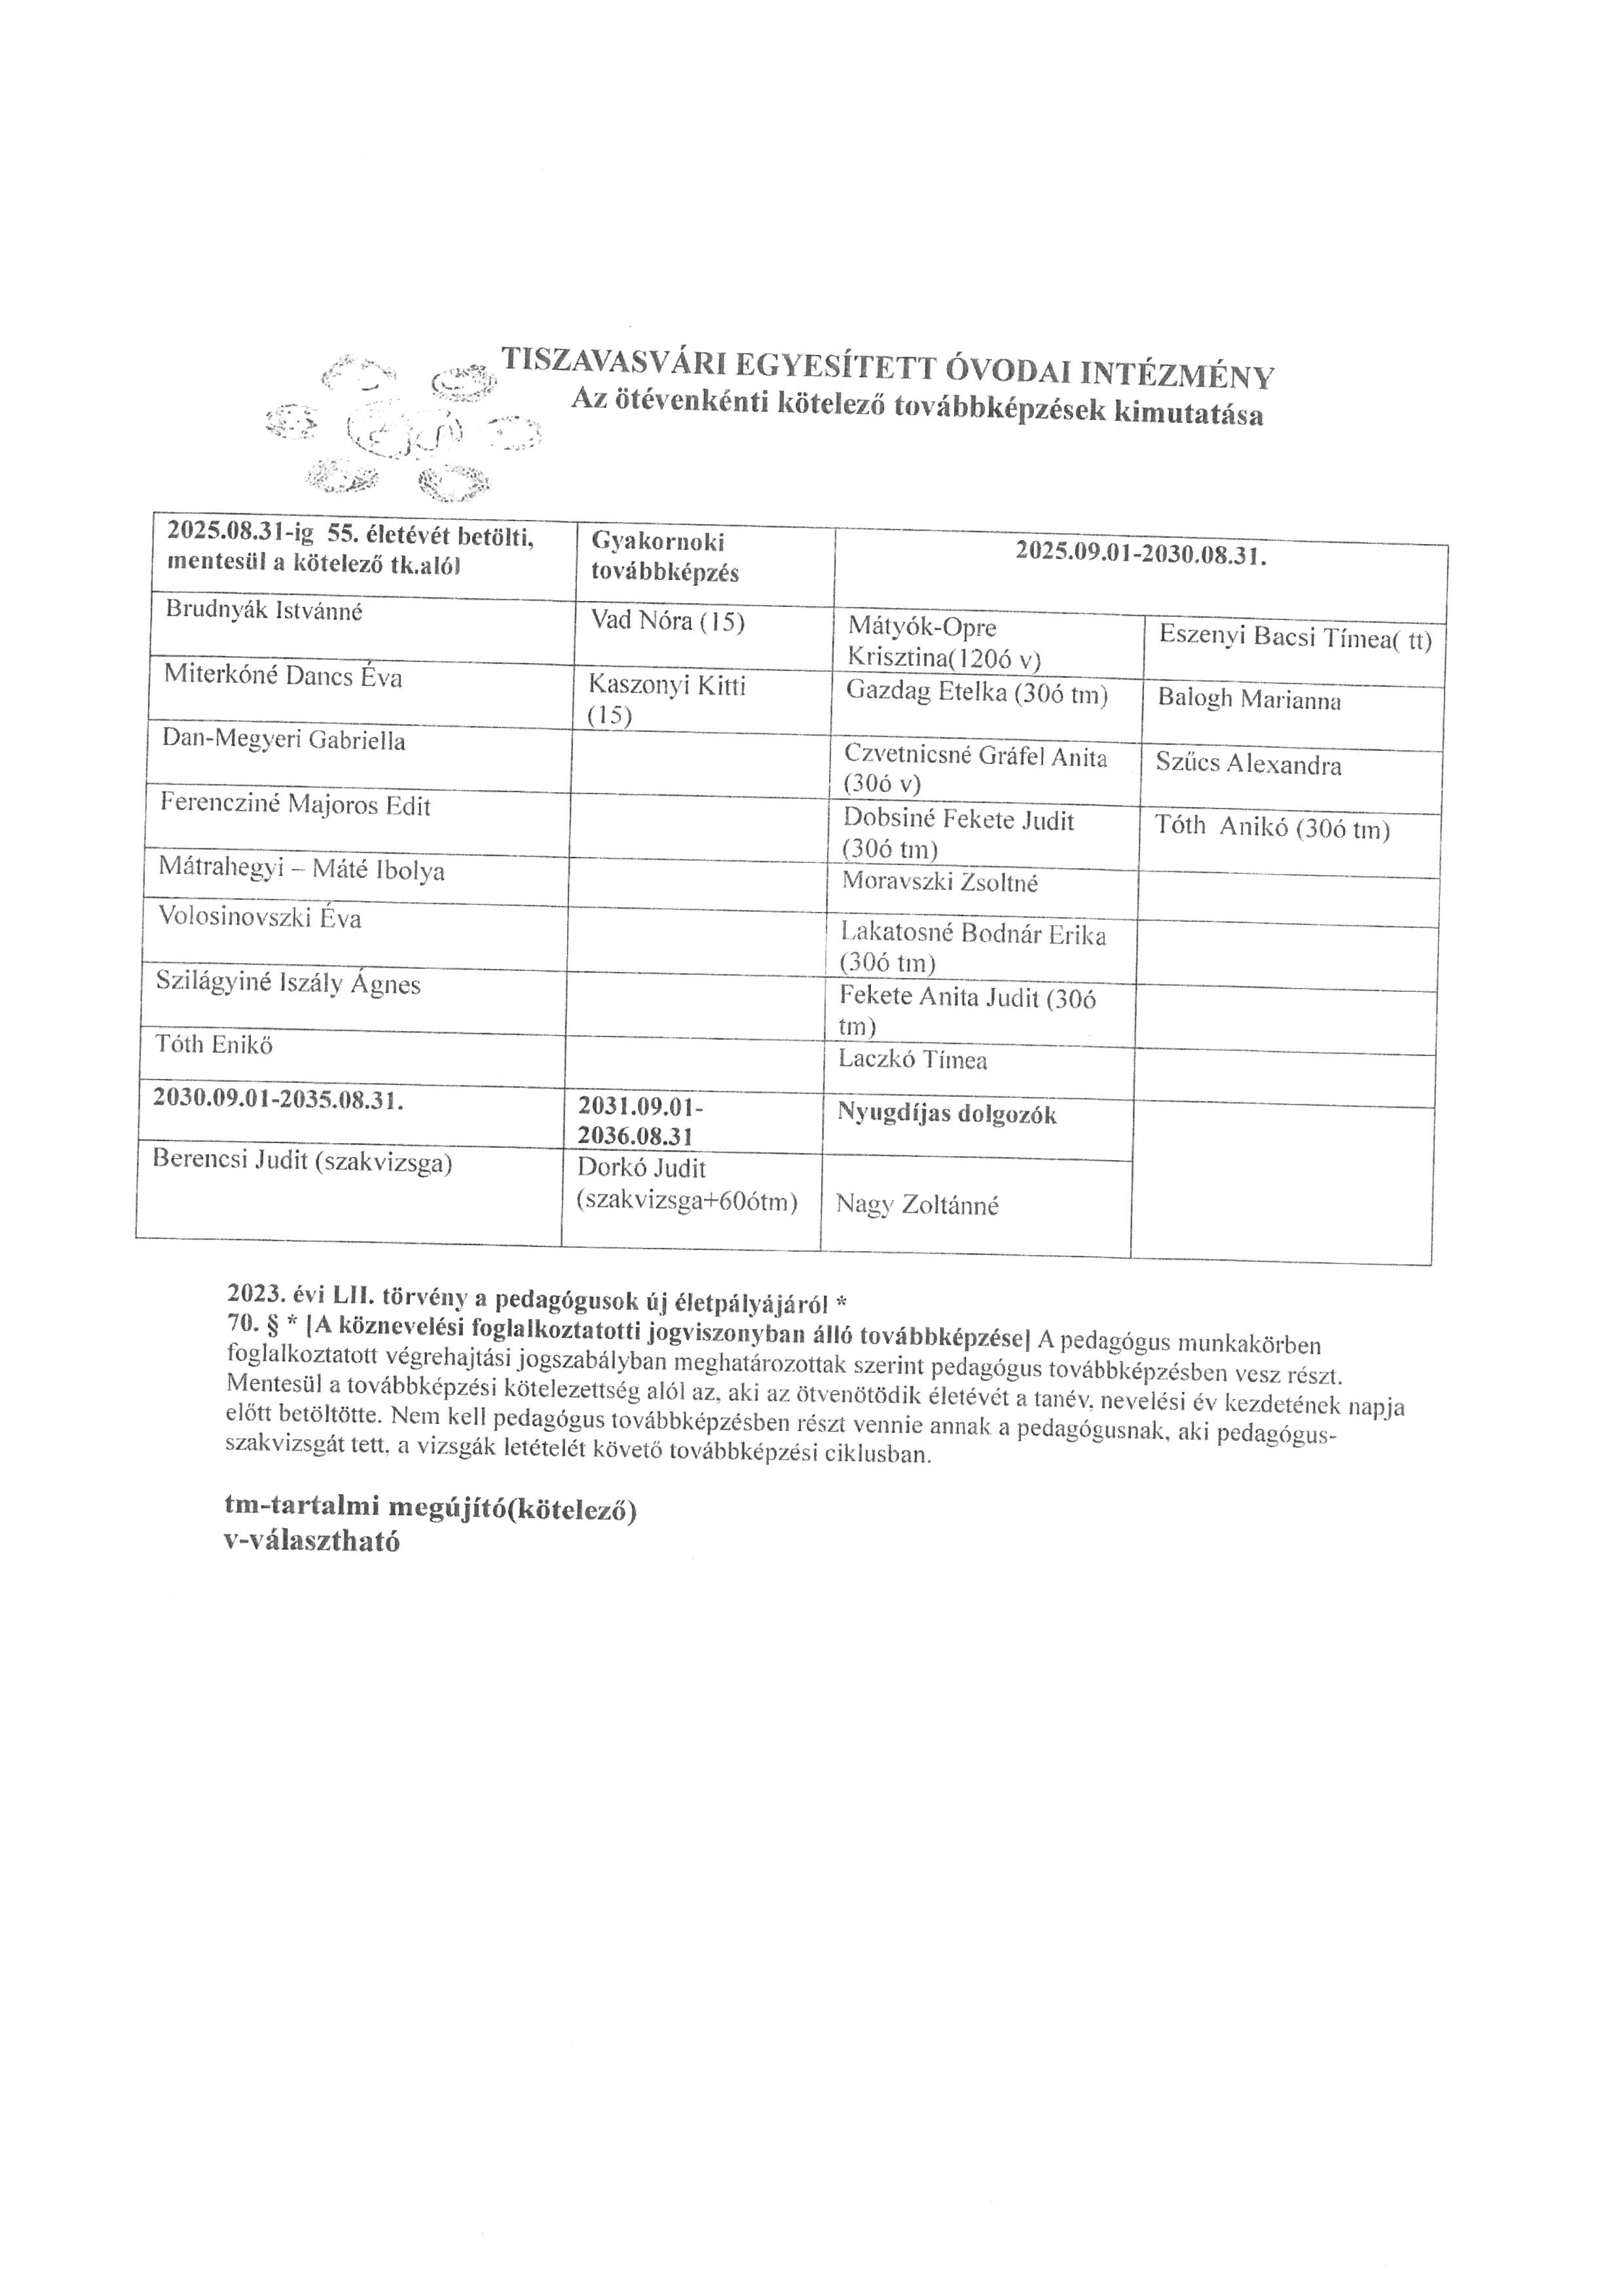 TISZAVASVÁRI EGYESÍTETT ÓVODAI INTÉZMÉNY
Az ötévenkénti kötelező továbbképzések kimutatása
2025.08.31-ig 55. életévét betölti,
mentesül a kötelező tk.alól
Gyakornoki
továbbképzés
2025.09.01-2030.08.31.
Brudnyák Istvánné
Vad Nóra (15)
Mátyók-Opre
Krisztina(120ó v)
Eszenyi Bacsi Tímea( tt)
Miterkóné Dancs Éva
Kaszonyi Kitti
(15)
Gazdag Etelka (30ó tm)
Balogh Marianna
Dan-Megyeri Gabriella
Czvetnicsné Gráfel Anita
(30ó v)
Szűcs Alexandra
Ferencziné Majoros Edit
Dobsiné Fekete Judit
(30ó tm)
Tóth Anikó (30ó tm)
Mátrahegyi – Máté Ibolya
Moravszki Zsoltné
Volosinovszki Éva
Lakatosné Bodnár Erika
(30ó tm)
Szilágyiné Iszály Ágnes
Fekete Anita Judit (30ó
tm)
Tóth Enikő
Laczkó Tímea
2030.09.01-2035.08.31.
2031.09.01-
2036.08.31
Nyugdíjas dolgozók
Berencsi Judit (szakvizsga)
Dorkó Judit
(szakvizsga+60ótm)
Nagy Zoltánné
2023. évi LII. törvény a pedagógusok új életpályájáról *
70. § * [A köznevelési foglalkoztatotti jogviszonyban álló továbbképzése] A pedagógus munkakörben
foglalkoztatott végrehajtási jogszabályban meghatározottak szerint pedagógus továbbképzésben vesz részt.
Mentesül a továbbképzési kötelezettség alól az, aki az ötvenötödik életévét a tanév, nevelési év kezdetének napja
előtt betöltötte. Nem kell pedagógus továbbképzésben részt vennie annak a pedagógusnak, aki pedagógus-
szakvizsgát tett, a vizsgák letételét követő továbbképzési ciklusban.
tm-tartalmi megújító(kötelező)
v-választható